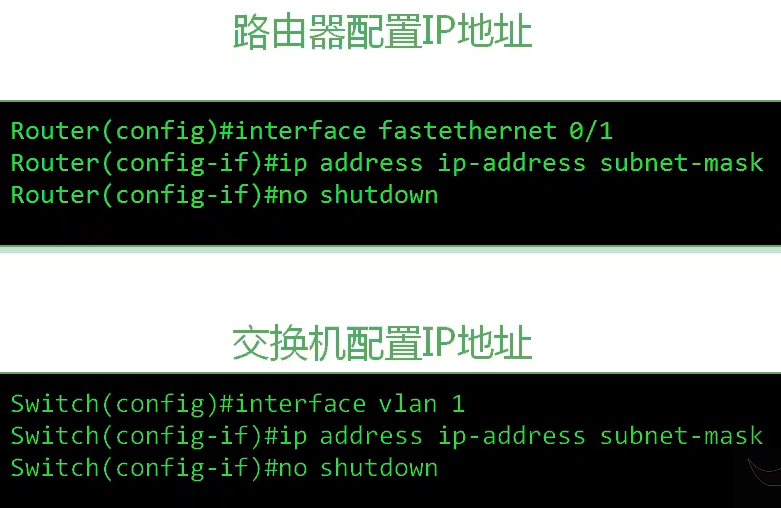 路由器配置IP地址
Router(config)#interface fastethernet 0/1
Router(config-if)#ip address ip-address subnet-mask
Router(config-if)#no shutdown
交换机配置IP地址
Switch(config)#interface vlan 1
Switch(config-if)#ip address ip-address subnet-mask
Switch(config-if)#no shutdown